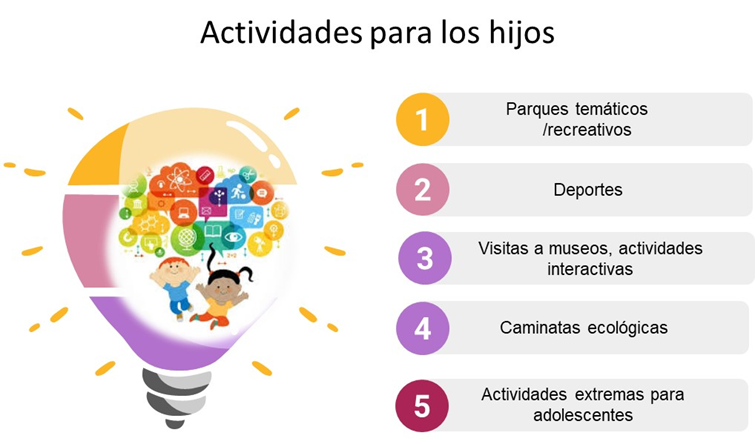 Actividades para los hijos
1
Parques temáticos
/recreativos
2
Deportes
3
Visitas a museos, actividades
interactivas
4
Caminatas ecológicas
5
Actividades extremas para
adolescentes